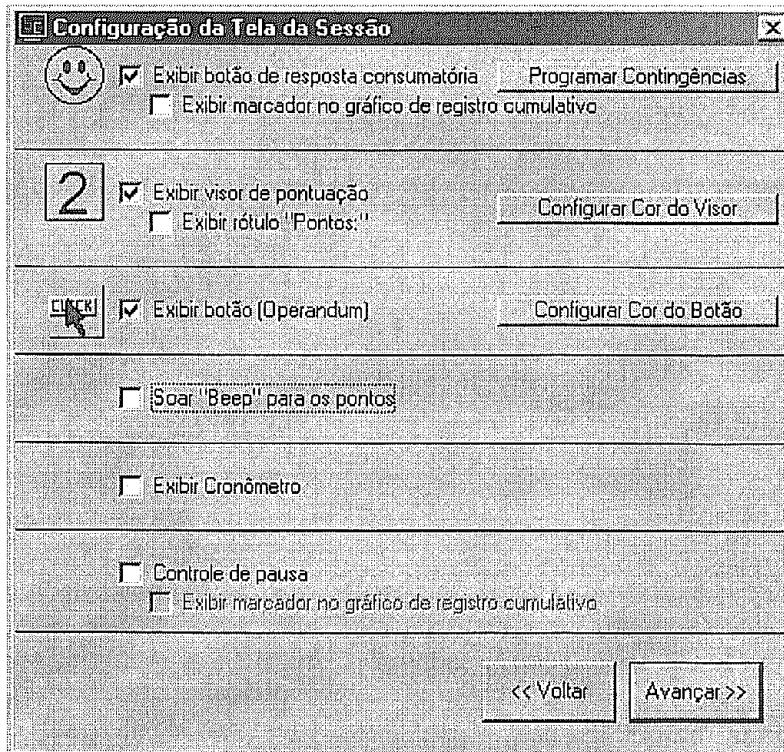 Configuração da Tela da Sessão
Exibir botão de resposta consumatória
Programar Contingências
Exibir marcador no gráfico de registro cumulativo
2
Exibir visor de pontuação
Configurar Cor do Visor
Exibir rótulo "Pontos:"
CLICK!
Exibir botão (Operandum)
Configurar Cor do Botão
Soar "Beep" para os pontos
Exibir Cronômetro
Controle de pausa
Exibir marcador no gráfico de registro cumulativo
<< Voltar
Avançar >>